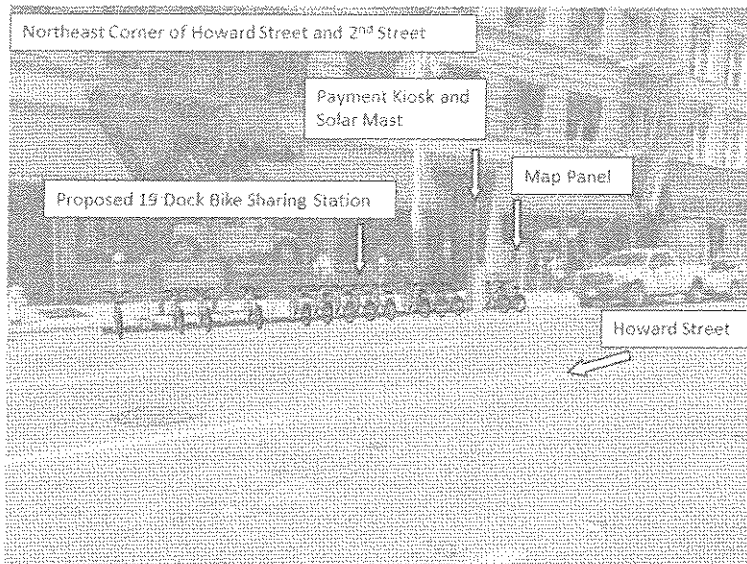 Northeast Corner of Howard Street and 2nd Street
Payment Kiosk and
Solar Mast
Map Panel
Proposed 19 Dock Bike Sharing Station
Howard Street